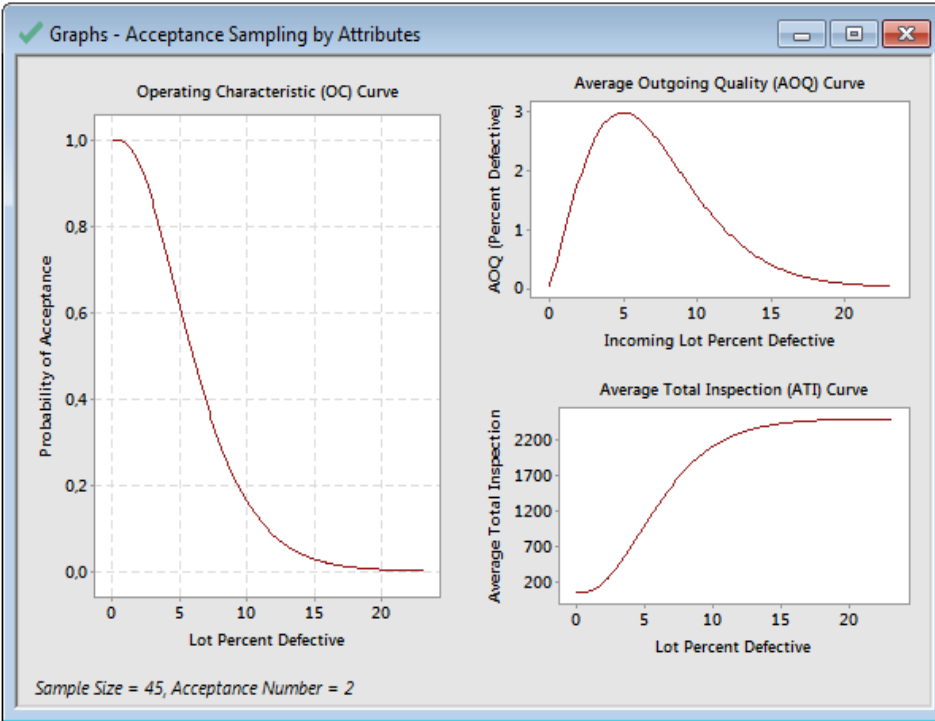 Graphs - Acceptance Sampling by Attributes
Operating Characteristic (OC) Curve
1,0
0,8
0,6
0,4
0,2
0,0
Probability of Acceptance
0 5 10 15 20
Lot Percent Defective
Average Outgoing Quality (AOQ) Curve
3
2
1
0
AOQ (Percent Defective)
0 5 10 15 20
Incoming Lot Percent Defective
Average Total Inspection (ATI) Curve
2200
1700
1200
700
200
Average Total Inspection
0 5 10 15 20
Lot Percent Defective
Sample Size = 45, Acceptance Number = 2